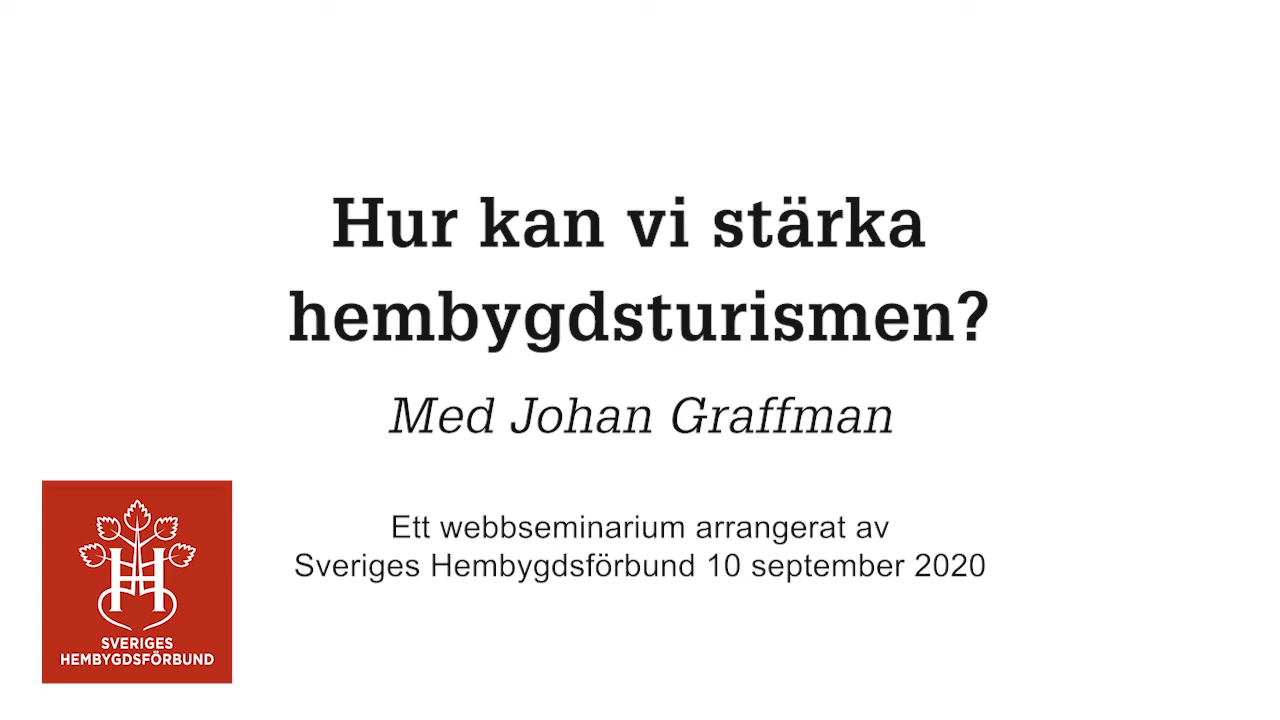 Hur kan vi stärka
hembygdsturismen?
Med Johan Graffman
Ett webbseminarium arrangerat av
Sveriges Hembygdsförbund 10 september 2020
H
SVERIGES
HEMBYGDSFÖRBUND